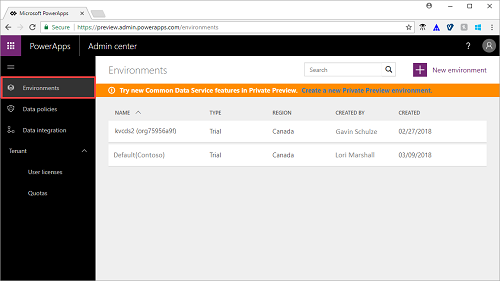 Microsoft PowerApps
Secure https://preview.admin.powerapps.com/environments
PowerApps Admin center ?
Environments
Data policies
Data integration
Tenant
User licenses
Quotas
Environments Search New environment
Try new Common Data Service features in Private Preview. Create a new Private Preview environment.
NAME TYPE REGION CREATED BY CREATED
kvcds2 (org75956a9f) Trial Canada Gavin Schulze 02/27/2018
Default(Contoso) Trial Canada Lori Marshall 03/09/2018